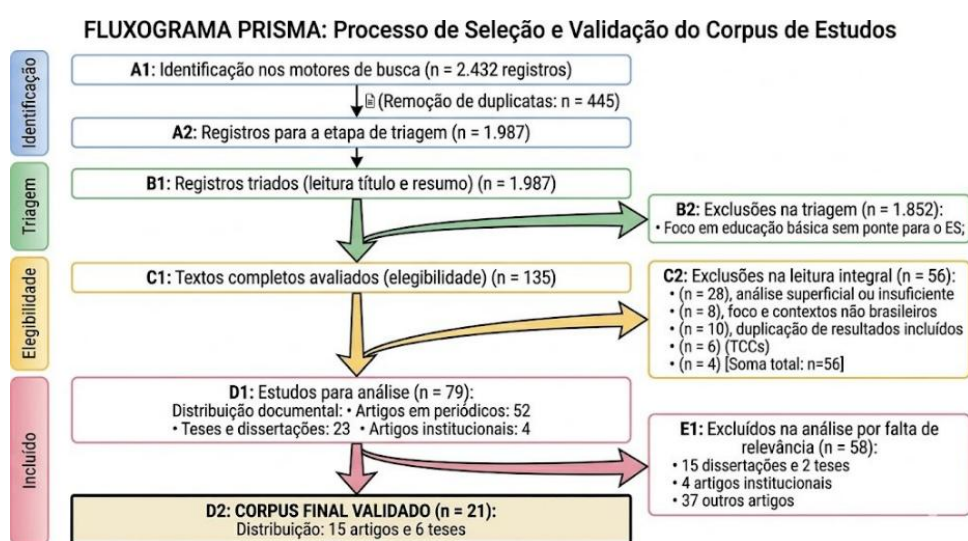 FLUXOGRAMA PRISMA: Processo de Seleção e Validação do Corpus de Estudos
Identificação
A1: Identificação nos motores de busca (n = 2.432 registros)
(Remoção de duplicatas: n = 445)
A2: Registros para a etapa de triagem (n = 1.987)
Triagem
B1: Registros triados (leitura título e resumo) (n = 1.987)
B2: Exclusões na triagem (n = 1.852):
• Foco em educação básica sem ponte para o ES;
Elegibilidade
C1: Textos completos avaliados (elegibilidade) (n = 135)
C2: Exclusões na leitura integral (n = 56):
• (n = 28), análise superficial ou insuficiente
• (n = 8), foco e contextos não brasileiros
• (n = 10), duplicação de resultados incluídos
• (n = 6) (TCCs)
• (n = 4) [Soma total: n=56]
Incluído
D1: Estudos para análise (n = 79):
Distribuição documental: • Artigos em periódicos: 52
• Teses e dissertações: 23 • Artigos institucionais: 4
E1: Excluídos na análise por falta de
relevância (n = 58):
• 15 dissertações e 2 teses
• 4 artigos institucionais
• 37 outros artigos
D2: CORPUS FINAL VALIDADO (n = 21):
Distribuição: 15 artigos e 6 teses